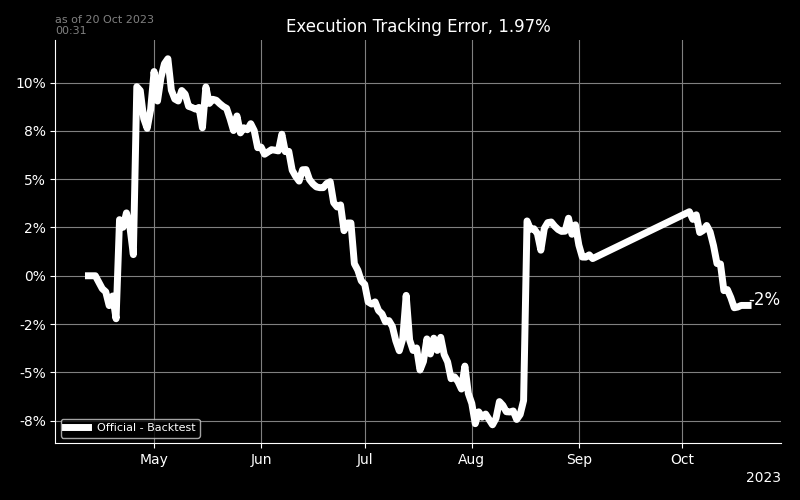 as of 20 Oct 2023
00:31
Execution Tracking Error, 1.97%
10%
8%
5%
2%
0%
-2%
-5%
-8%
-2%
Official - Backtest
May
Jun
Jul
Aug
Sep
Oct
2023